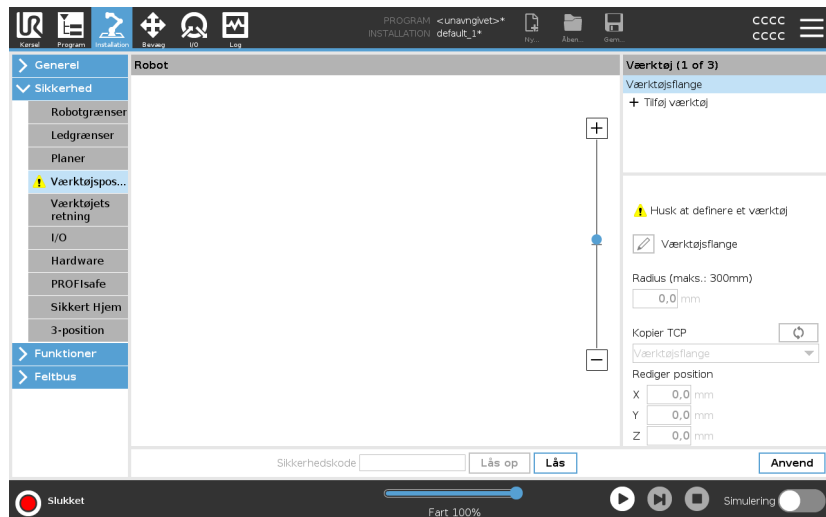 PROGRAM <unavngivet>*
INSTALLATION default_1*
Kørsel Program Installation Bevæg I/O Log
Ny... Åben... Gem...
cccc
cccc
Generel
Sikkerhed
Robotgrænser
Ledgrænser
Planer
Værktøjspos...
Værktøjets
retning
I/O
Hardware
PROFIsafe
Sikkert Hjem
3-position
Funktioner
Feltbus
Robot
Værktøj (1 of 3)
Værktøjsflange
+ Tilføj værktøj
Husk at definere et værktøj
Værktøjsflange
Radius (maks.: 300mm)
0,0 mm
Kopier TCP
Værktøjsflange
Rediger position
X 0,0 mm
Y 0,0 mm
Z 0,0 mm
Sikkerhedskode Lås op Lås
Anvend
Slukket
Fart 100%
Simulering